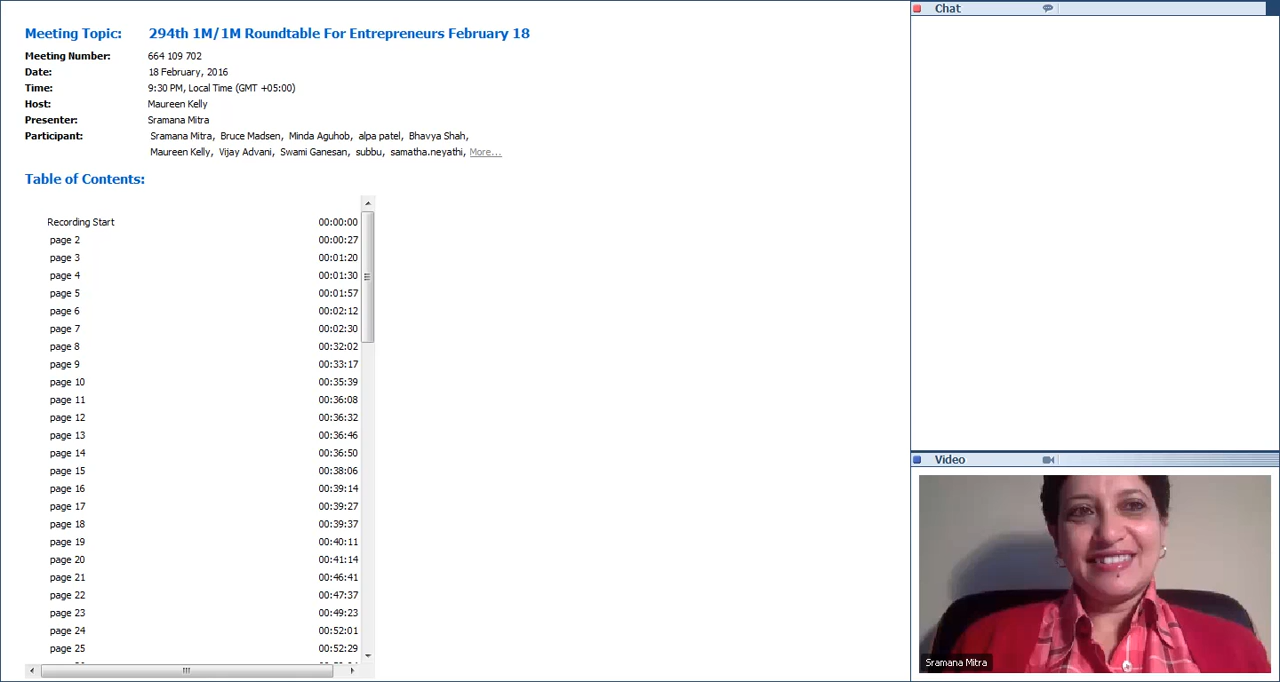 Meeting Topic: 294th 1M/1M Roundtable For Entrepreneurs February 18
Meeting Number: 664 109 702
Date: 18 February, 2016
Time: 9:30 PM, Local Time (GMT +05:00)
Host: Maureen Kelly
Presenter: Sramana Mitra
Participant: Sramana Mitra, Bruce Madsen, Minda Aguhob, alpa patel, Bhavya Shah,
Maureen Kelly, Vijay Advani, Swami Ganesan, subbu, samatha.neyathi, More...
Table of Contents:
Recording Start 00:00:00
page 2 00:00:27
page 3 00:01:20
page 4 00:01:30
page 5 00:01:57
page 6 00:02:12
page 7 00:02:30
page 8 00:32:02
page 9 00:33:17
page 10 00:35:39
page 11 00:36:08
page 12 00:36:32
page 13 00:36:46
page 14 00:36:50
page 15 00:38:06
page 16 00:39:14
page 17 00:39:27
page 18 00:39:37
page 19 00:40:11
page 20 00:41:14
page 21 00:46:41
page 22 00:47:37
page 23 00:49:23
page 24 00:52:01
page 25 00:52:29
Chat
Video
Sramana Mitra